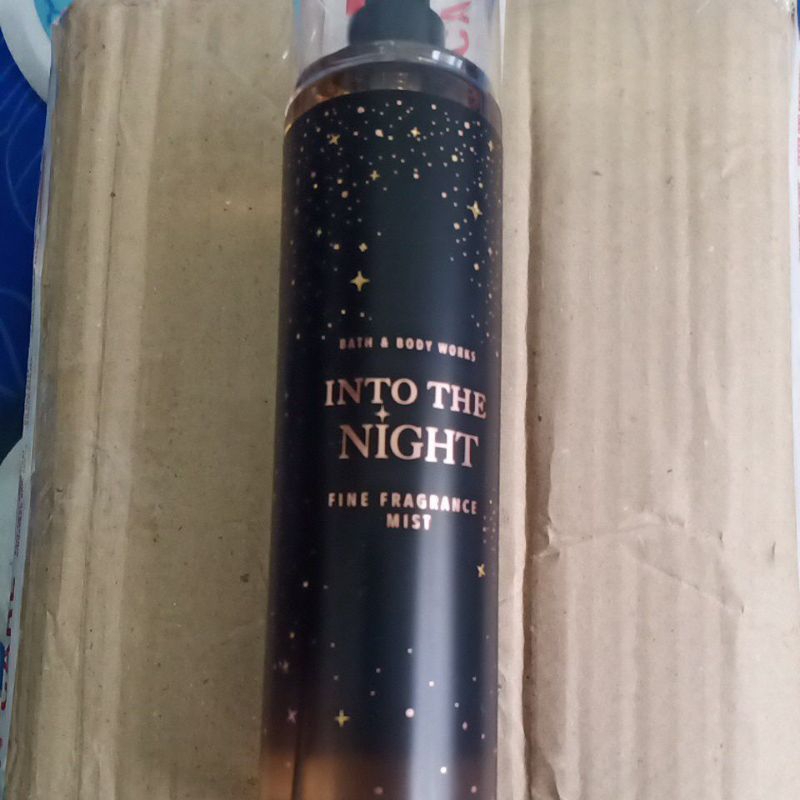 BATH & BODY WORKS
INTO THE
NIGHT
FINE FRAGRANCE
MIST